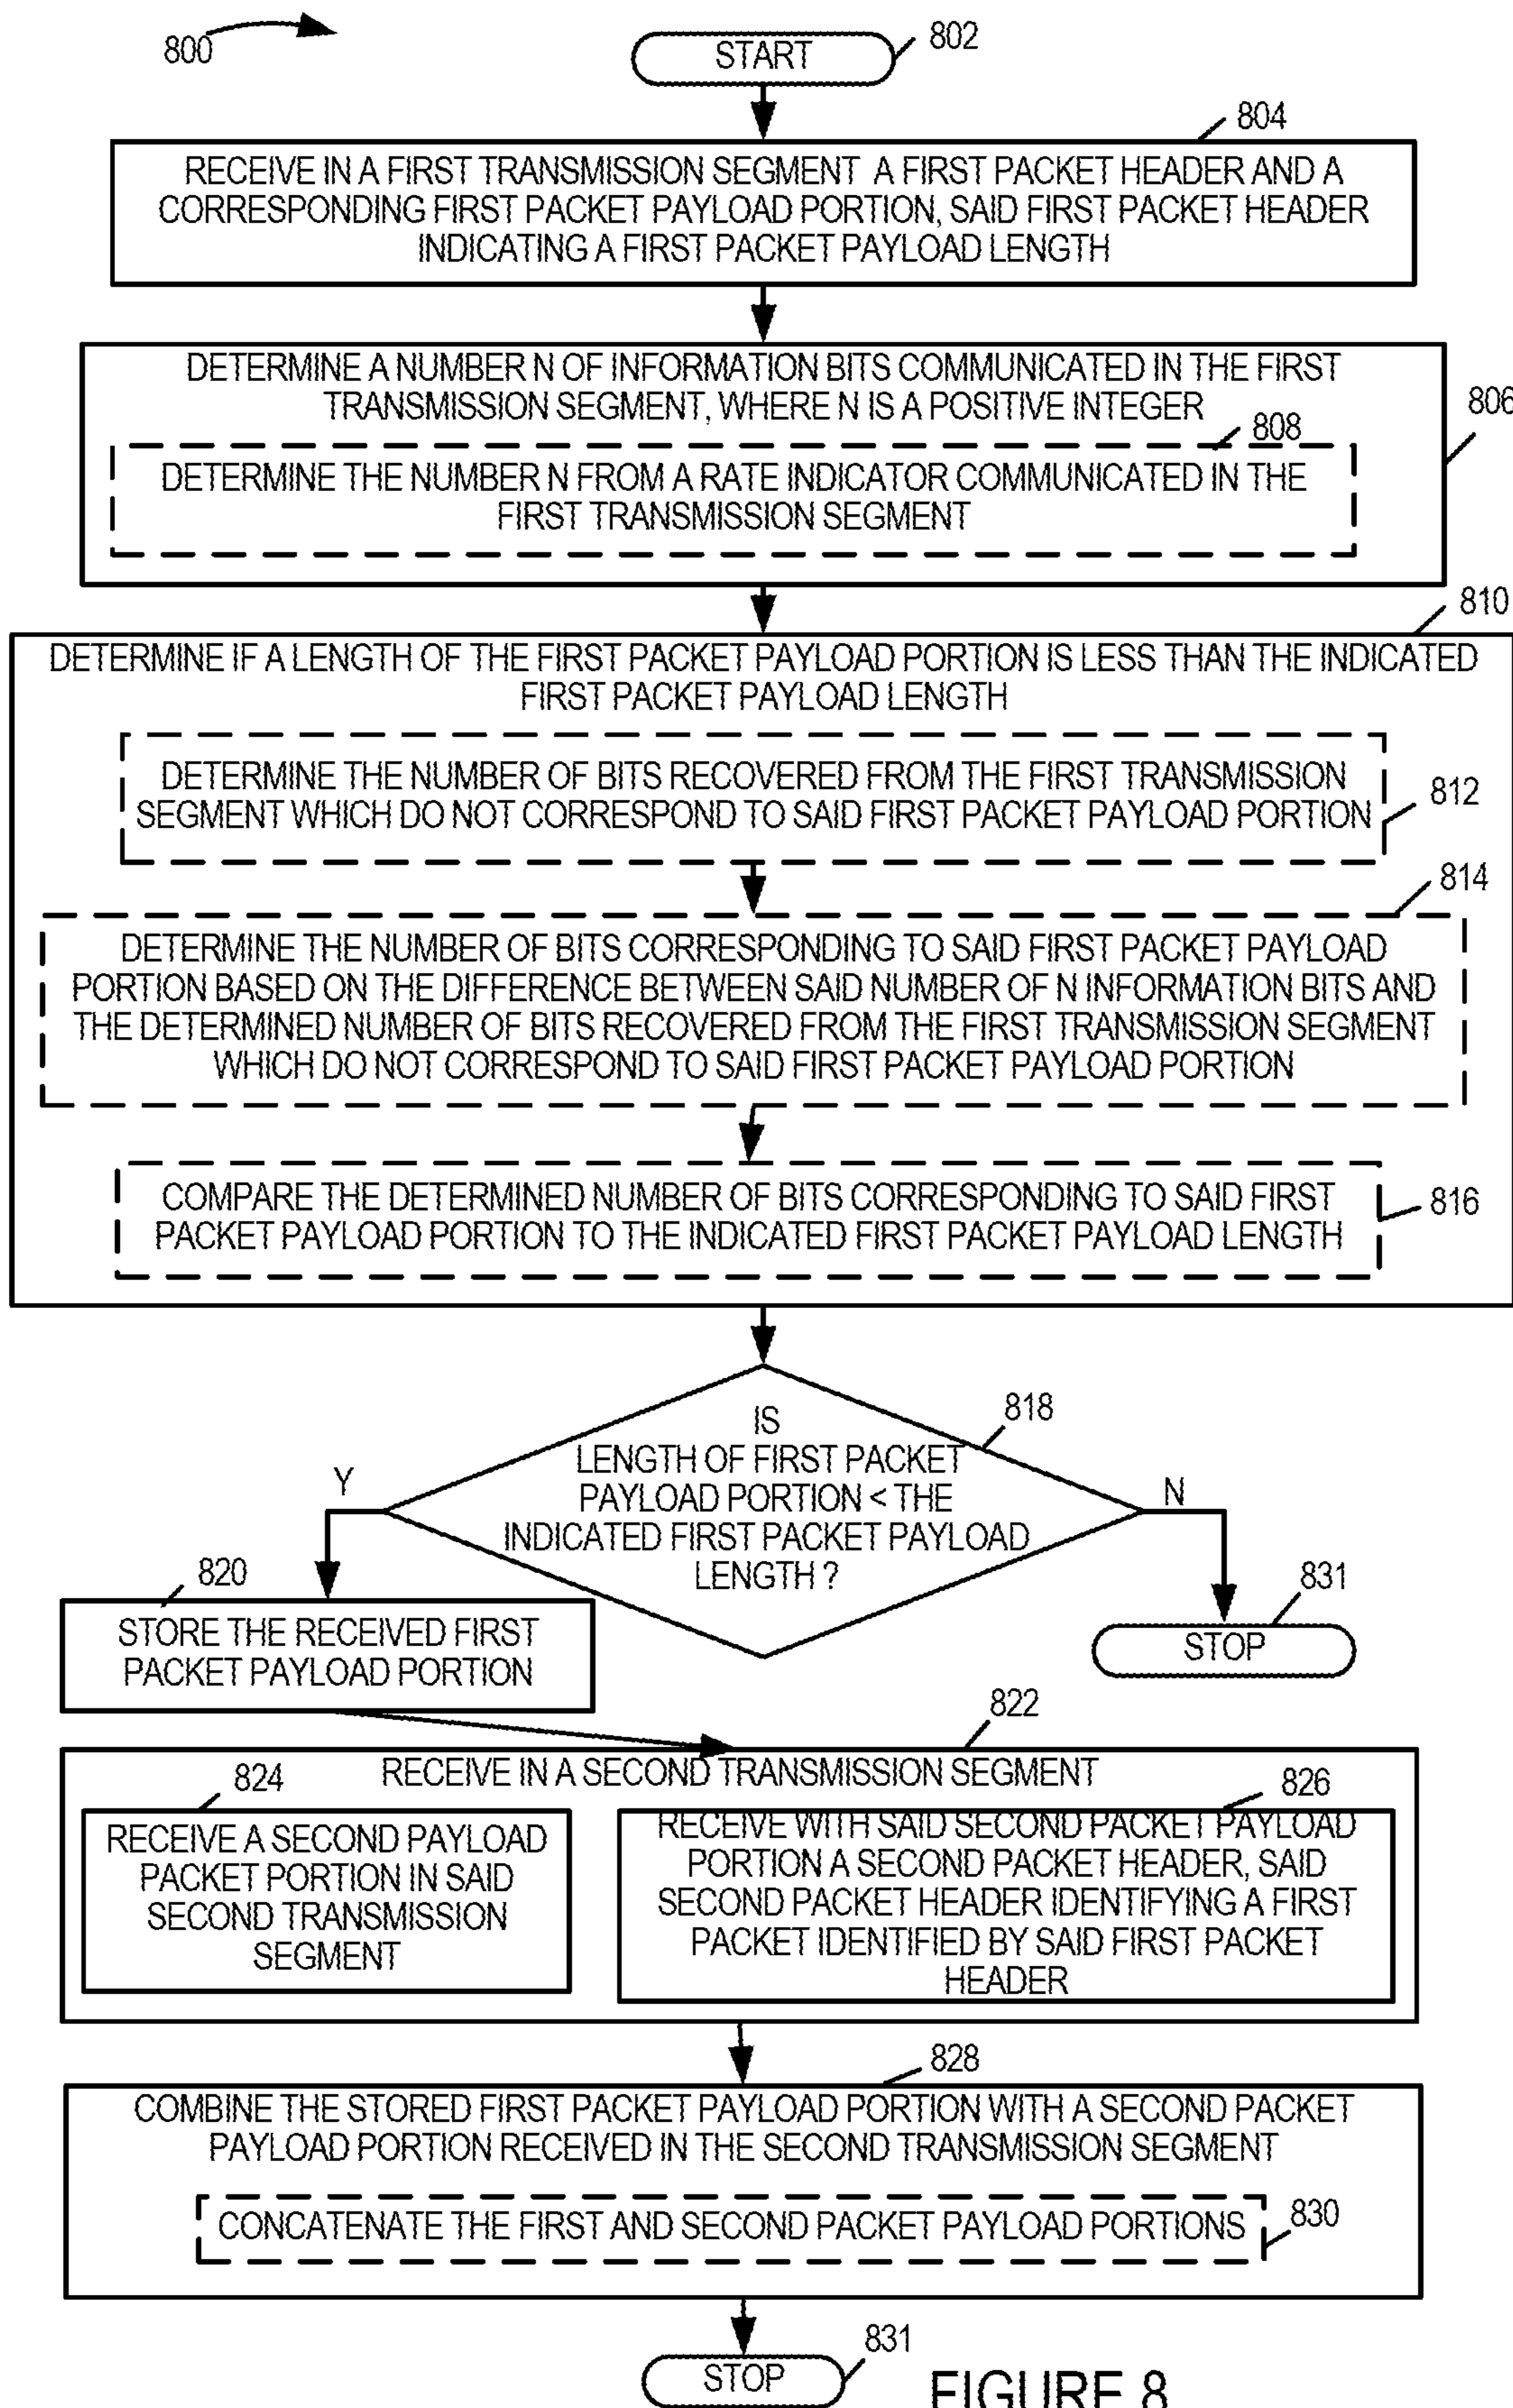 800
START
802
804
RECEIVE IN A FIRST TRANSMISSION SEGMENT A FIRST PACKET HEADER AND A
CORRESPONDING FIRST PACKET PAYLOAD PORTION, SAID FIRST PACKET HEADER
INDICATING A FIRST PACKET PAYLOAD LENGTH
DETERMINE A NUMBER N OF INFORMATION BITS COMMUNICATED IN THE FIRST
TRANSMISSION SEGMENT, WHERE N IS A POSITIVE INTEGER
806
808
DETERMINE THE NUMBER N FROM A RATE INDICATOR COMMUNICATED IN THE
FIRST TRANSMISSION SEGMENT
810
DETERMINE IF A LENGTH OF THE FIRST PACKET PAYLOAD PORTION IS LESS THAN THE INDICATED
FIRST PACKET PAYLOAD LENGTH
DETERMINE THE NUMBER OF BITS RECOVERED FROM THE FIRST TRANSMISSION
SEGMENT WHICH DO NOT CORRESPOND TO SAID FIRST PACKET PAYLOAD PORTION
812
814
DETERMINE THE NUMBER OF BITS CORRESPONDING TO SAID FIRST PACKET PAYLOAD
PORTION BASED ON THE DIFFERENCE BETWEEN SAID NUMBER OF N INFORMATION BITS AND
THE DETERMINED NUMBER OF BITS RECOVERED FROM THE FIRST TRANSMISSION SEGMENT
WHICH DO NOT CORRESPOND TO SAID FIRST PACKET PAYLOAD PORTION
COMPARE THE DETERMINED NUMBER OF BITS CORRESPONDING TO SAID FIRST
PACKET PAYLOAD PORTION TO THE INDICATED FIRST PACKET PAYLOAD LENGTH
816
818
IS
LENGTH OF FIRST PACKET
PAYLOAD PORTION < THE
INDICATED FIRST PACKET PAYLOAD
LENGTH ?
Y
N
820
STORE THE RECEIVED FIRST
PACKET PAYLOAD PORTION
831
STOP
822
RECEIVE IN A SECOND TRANSMISSION SEGMENT
824
RECEIVE A SECOND PAYLOAD
PACKET PORTION IN SAID
SECOND TRANSMISSION
SEGMENT
826
RECEIVE WITH SAID SECOND PACKET PAYLOAD
PORTION A SECOND PACKET HEADER, SAID
SECOND PACKET HEADER IDENTIFYING A FIRST
PACKET IDENTIFIED BY SAID FIRST PACKET
HEADER
828
COMBINE THE STORED FIRST PACKET PAYLOAD PORTION WITH A SECOND PACKET
PAYLOAD PORTION RECEIVED IN THE SECOND TRANSMISSION SEGMENT
CONCATENATE THE FIRST AND SECOND PACKET PAYLOAD PORTIONS
830
STOP
831
FIGURE 8